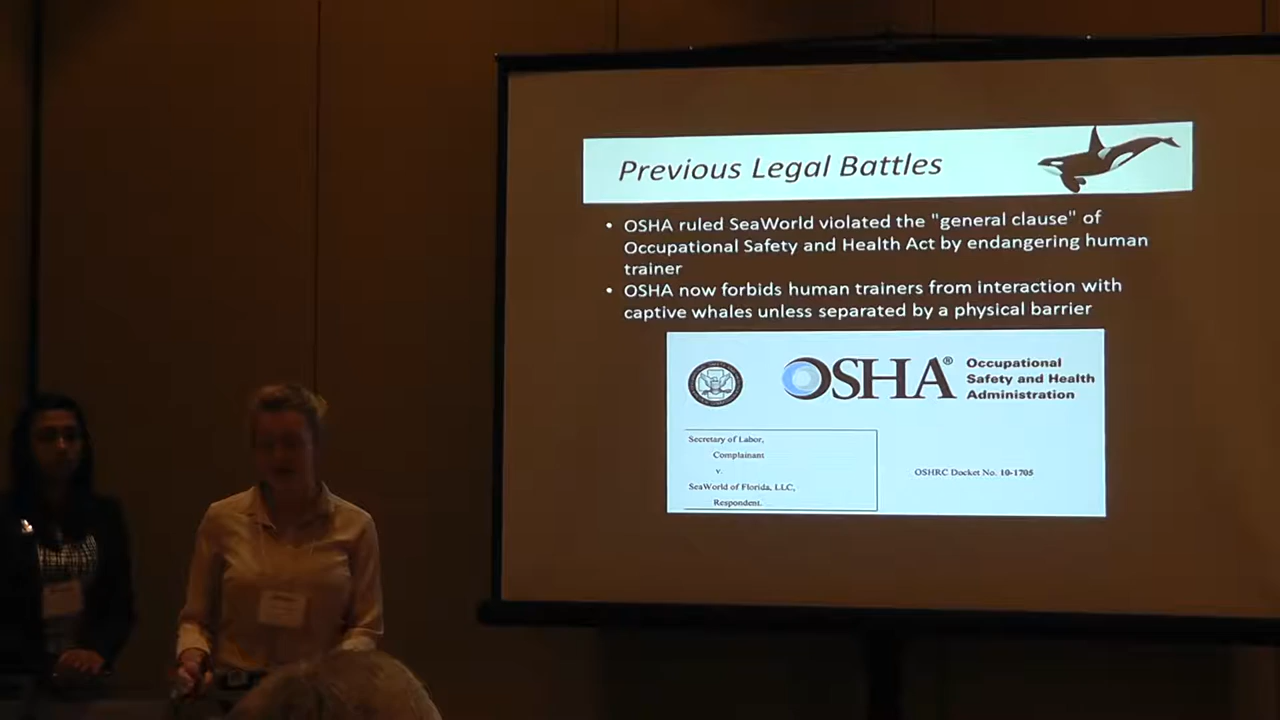 Previous Legal Battles
• OSHA ruled SeaWorld violated the "general clause" of
Occupational Safety and Health Act by endangering human
trainer
• OSHA now forbids human trainers from interaction with
captive whales unless separated by a physical barrier
OSHA® Occupational
Safety and Health
Administration
Secretary of Labor,
Complainant
v.
SeaWorld of Florida, LLC,
Respondent.
OSHRC Docket No. 10-1705